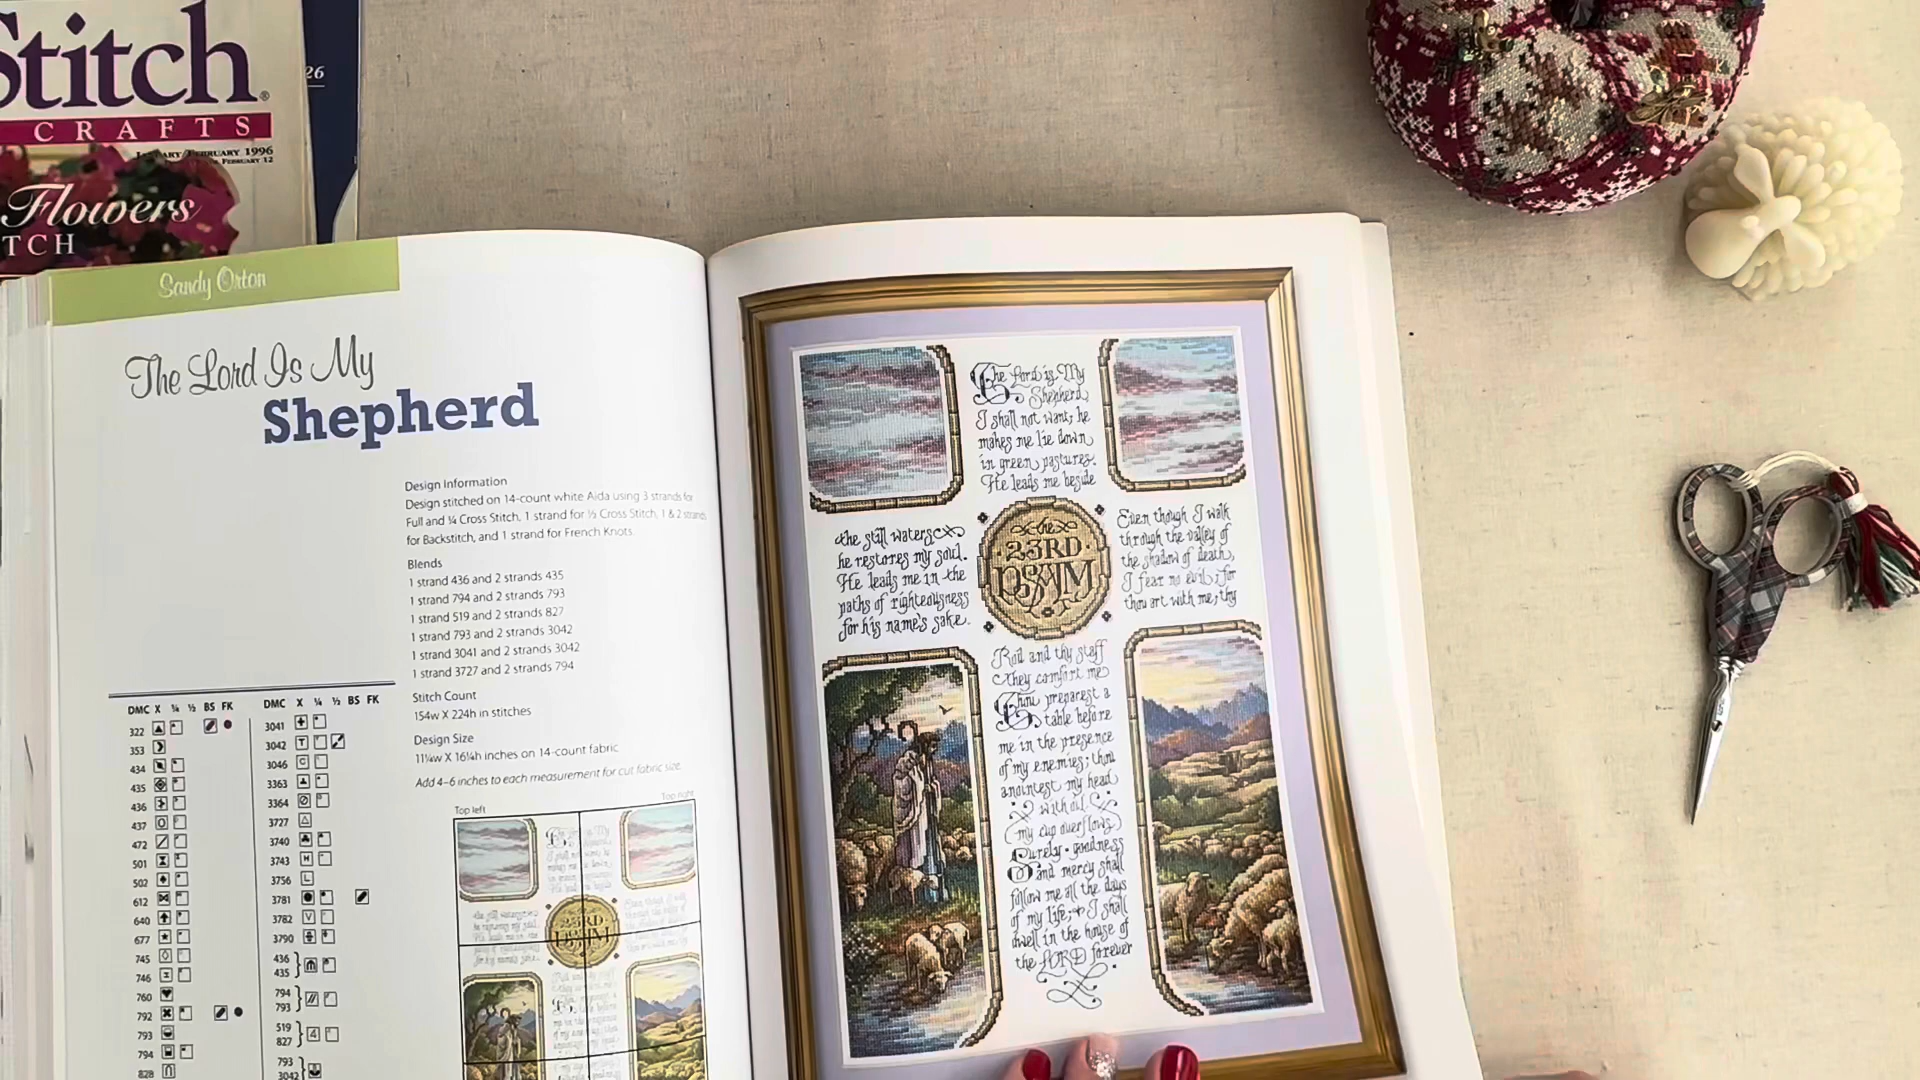 Stitch®
CRAFTS
JANUARY/FEBRUARY 1996
FEBRUARY 12
Flowers
TCH
26
Sandy Orton
The Lord Is My
Shepherd
Design Information
Design stitched on 14-count white Aida using 3 strands for
Full and ¼ Cross Stitch, 1 strand for ½ Cross Stitch, 1 & 2 strands
for Backstitch, and 1 strand for French Knots.
Blends
1 strand 436 and 2 strands 435
1 strand 794 and 2 strands 793
1 strand 519 and 2 strands 827
1 strand 793 and 2 strands 3042
1 strand 3041 and 2 strands 3042
1 strand 3727 and 2 strands 794
Stitch Count
154w X 224h in stitches
Design Size
11¼w X 16¼h inches on 14-count fabric
Add 4–6 inches to each measurement for cut fabric size.
Top left
Top right
DMC X ¼ ½ BS FK
322
353
434
435
436
437
472
501
502
612
640
677
745
746
760
792
793
794
828
DMC X ¼ ½ BS FK
3041
3042
3046
3363
3364
3727
3740
3743
3756
3781
3782
3790
436
435
794
793
519
827
793
3042
The Lord is My
Shepherd,
I shall not want; he
makes me lie down
in green pastures.
He leads me beside
the still waters
he restores my soul.
He leads me in the
paths of righteousness
for his name's sake.
the
23RD
PSALM
Even though I walk
through the valley of
the shadow of death,
I fear no evil; for
thou art with me; thy
Rod and thy staff
they comfort me
Thou preparest a
table before
me in the presence
of my enemies; thou
anointest my head
with oil,
my cup overflows
Surely goodness
and mercy shall
follow me all the days
of my life; & I shall
dwell in the house of
the LORD forever